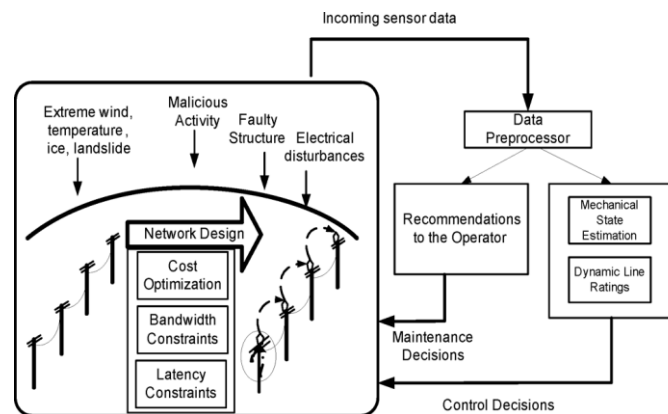 Incoming sensor data
Extreme wind,
temperature ,
ice, landslide
Malicious
Activity
Faulty
Structure
Electrical
disturbances
Network Design
Cost
Optimization
Bandwidth
Constraints
Latency
Constraints
Data
Preprocessor
Recommendations
to the Operator
Mechanical
State
Estimation
Dynamic Line
Ratings
Maintenance
Decisions
Control Decisions